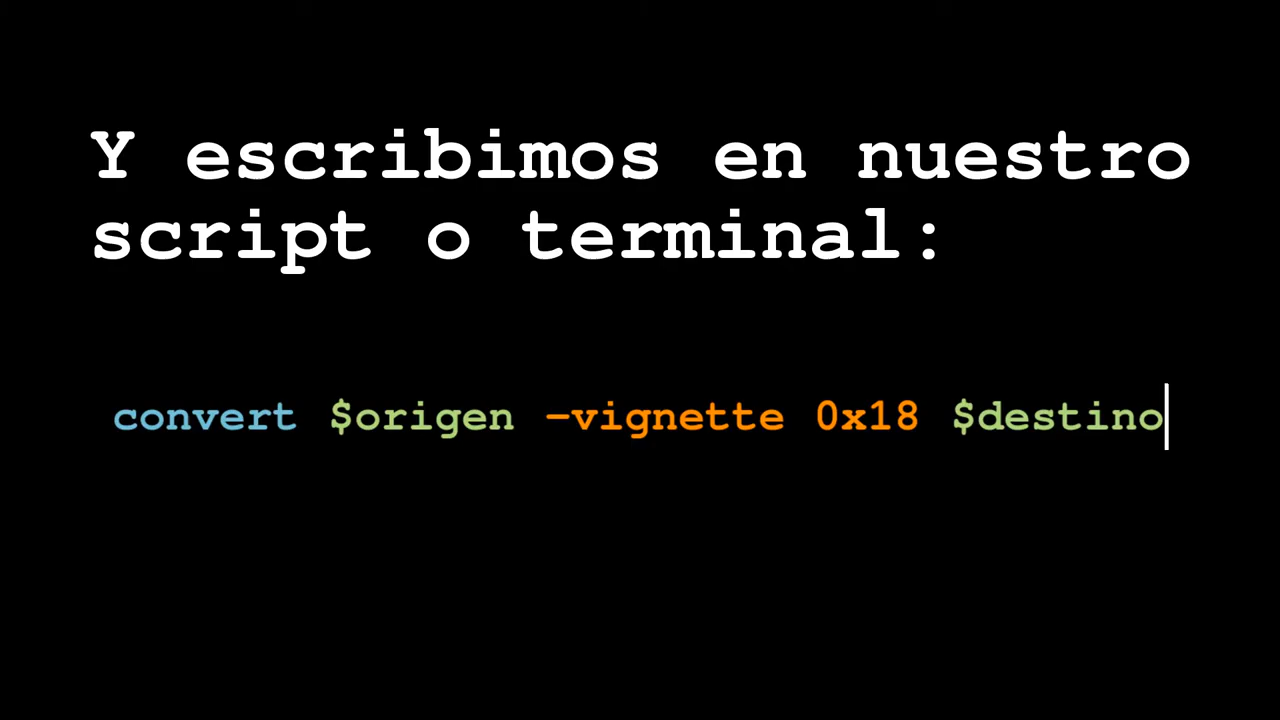 Y escribimos en nuestro
script o terminal:
convert $origen -vignette 0x18 $destino